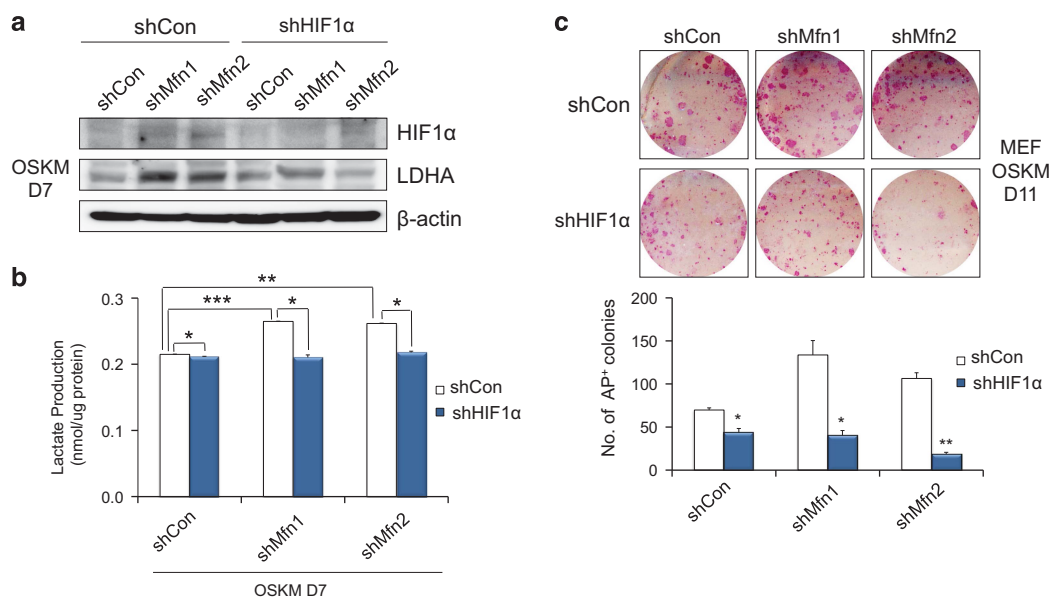 a
shCon shHIF1α
shCon shMfn1 shMfn2 shCon shMfn1 shMfn2
HIF1α
OSKM
D7
LDHA
β-actin
b
Lactate Production
(nmol/ug protein)
0.3
0.2
0.1
0.0
** 
*** * *
*
shCon
shHIF1α
shCon shMfn1 shMfn2
OSKM D7
c
shCon shMfn1 shMfn2
shCon
shHIF1α
MEF
OSKM
D11
No. of AP⁺ colonies
200
150
100
50
0
* * **
shCon
shHIF1α
shCon shMfn1 shMfn2